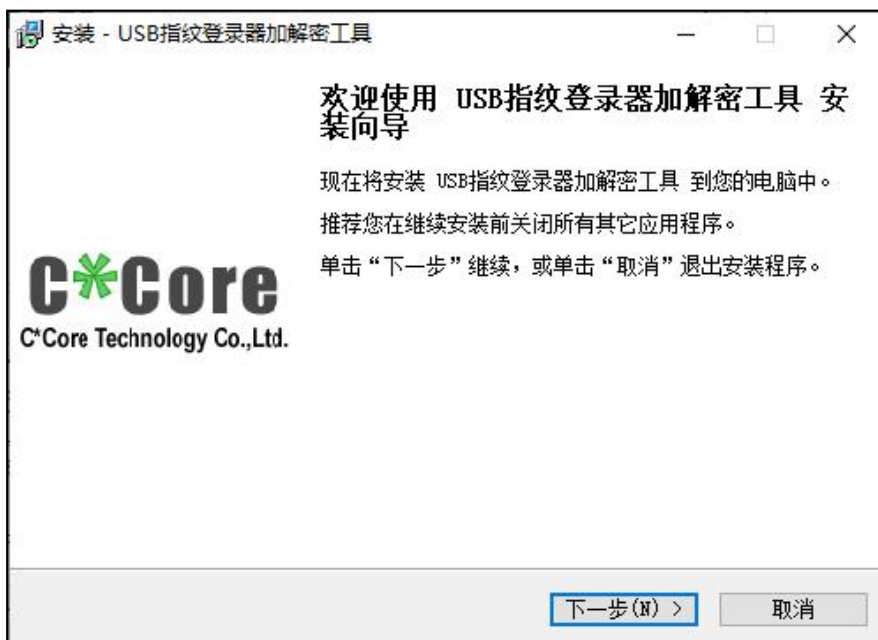 安装 - USB指纹登录器加解密工具
欢迎使用 USB指纹登录器加解密工具 安
装向导
现在将安装 USB指纹登录器加解密工具 到您的电脑中。
推荐您在继续安装前关闭所有其它应用程序。
单击“下一步”继续，或单击“取消”退出安装程序。
C*Core
C*Core Technology Co.,Ltd.
下一步(N) >
取消